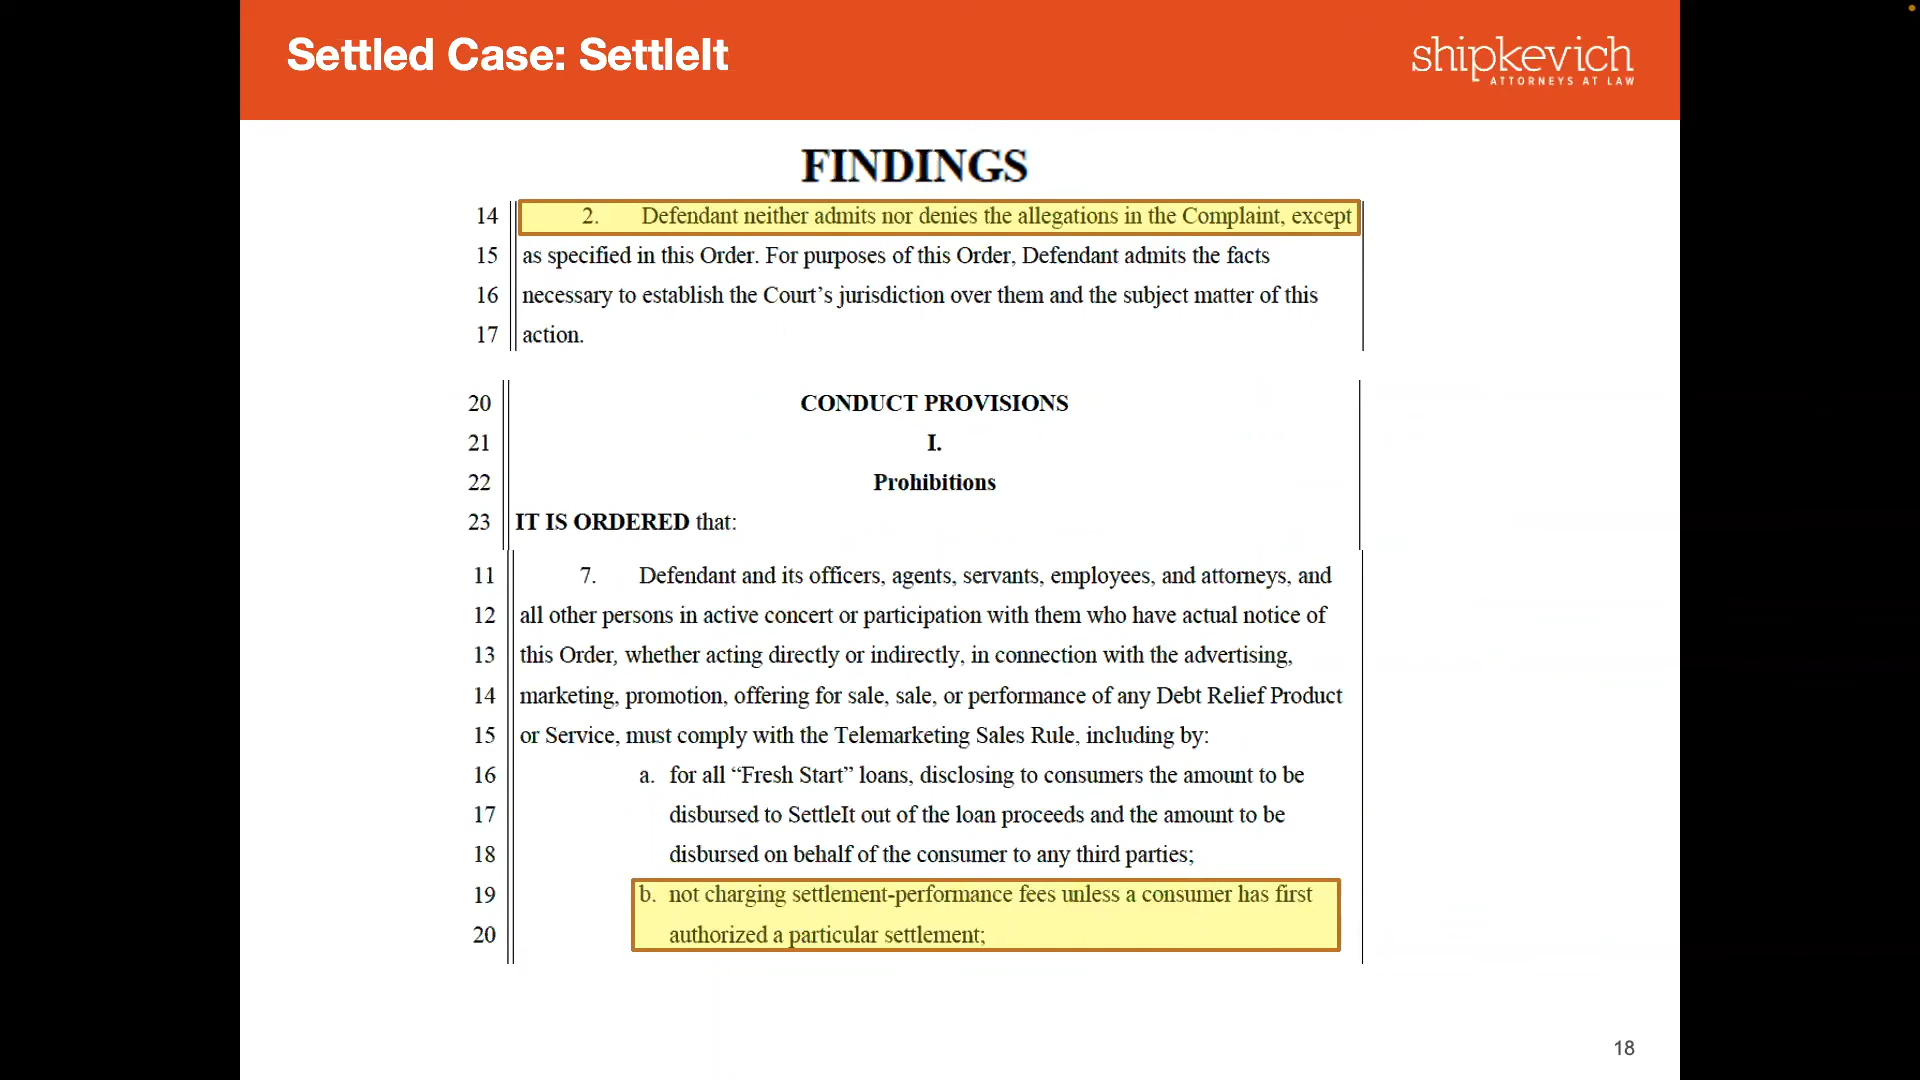 Settled Case: SettleIt
shipkevich
ATTORNEYS AT LAW
FINDINGS
14 2. Defendant neither admits nor denies the allegations in the Complaint, except
15 as specified in this Order. For purposes of this Order, Defendant admits the facts
16 necessary to establish the Court’s jurisdiction over them and the subject matter of this
17 action.
20 CONDUCT PROVISIONS
21 I.
22 Prohibitions
23 IT IS ORDERED that:
11 7. Defendant and its officers, agents, servants, employees, and attorneys, and
12 all other persons in active concert or participation with them who have actual notice of
13 this Order, whether acting directly or indirectly, in connection with the advertising,
14 marketing, promotion, offering for sale, sale, or performance of any Debt Relief Product
15 or Service, must comply with the Telemarketing Sales Rule, including by:
16 a. for all “Fresh Start” loans, disclosing to consumers the amount to be
17 disbursed to SettleIt out of the loan proceeds and the amount to be
18 disbursed on behalf of the consumer to any third parties;
19 b. not charging settlement-performance fees unless a consumer has first
20 authorized a particular settlement;
18